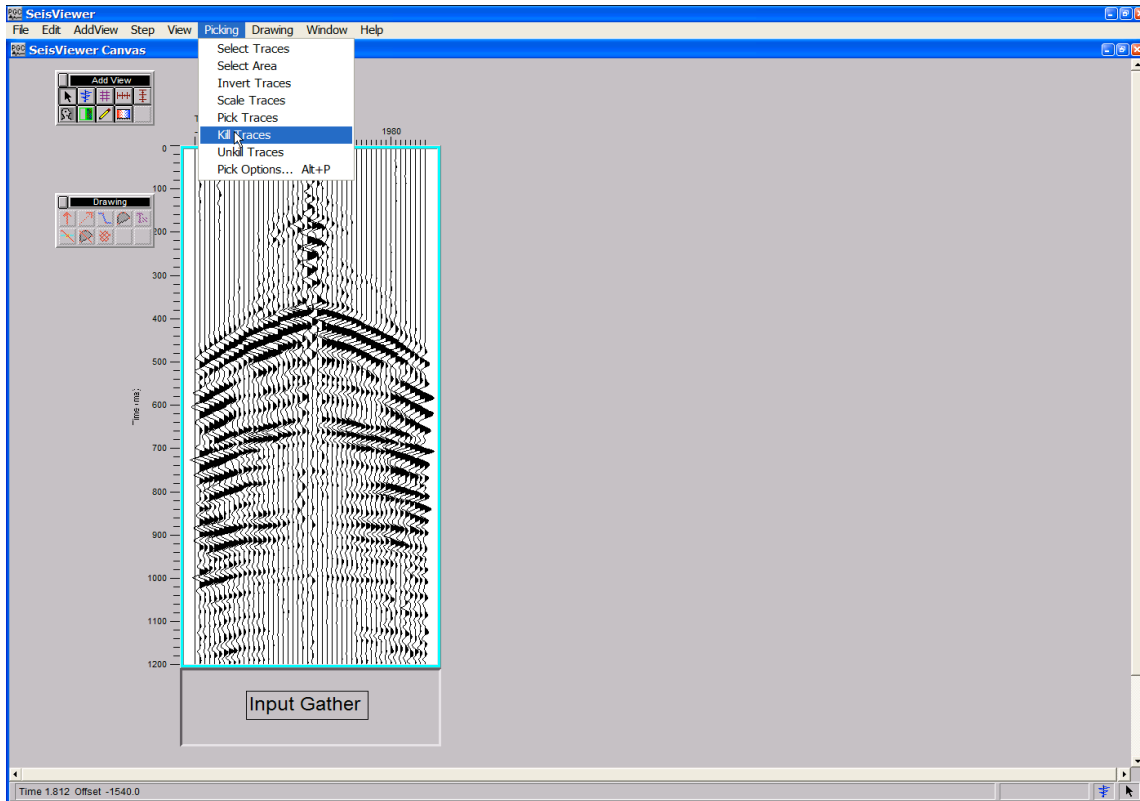 SeisViewer
File Edit AddView Step View Picking Drawing Window Help
SeisViewer Canvas
Select Traces
Select Area
Invert Traces
Scale Traces
Pick Traces
Kill Traces
Unkill Traces
Pick Options... Alt+P
Add View
Drawing
1980
0
100
200
300
400
500
600
700
800
900
1000
1100
1200
Time (ms)
Input Gather
Time 1.812 Offset -1540.0